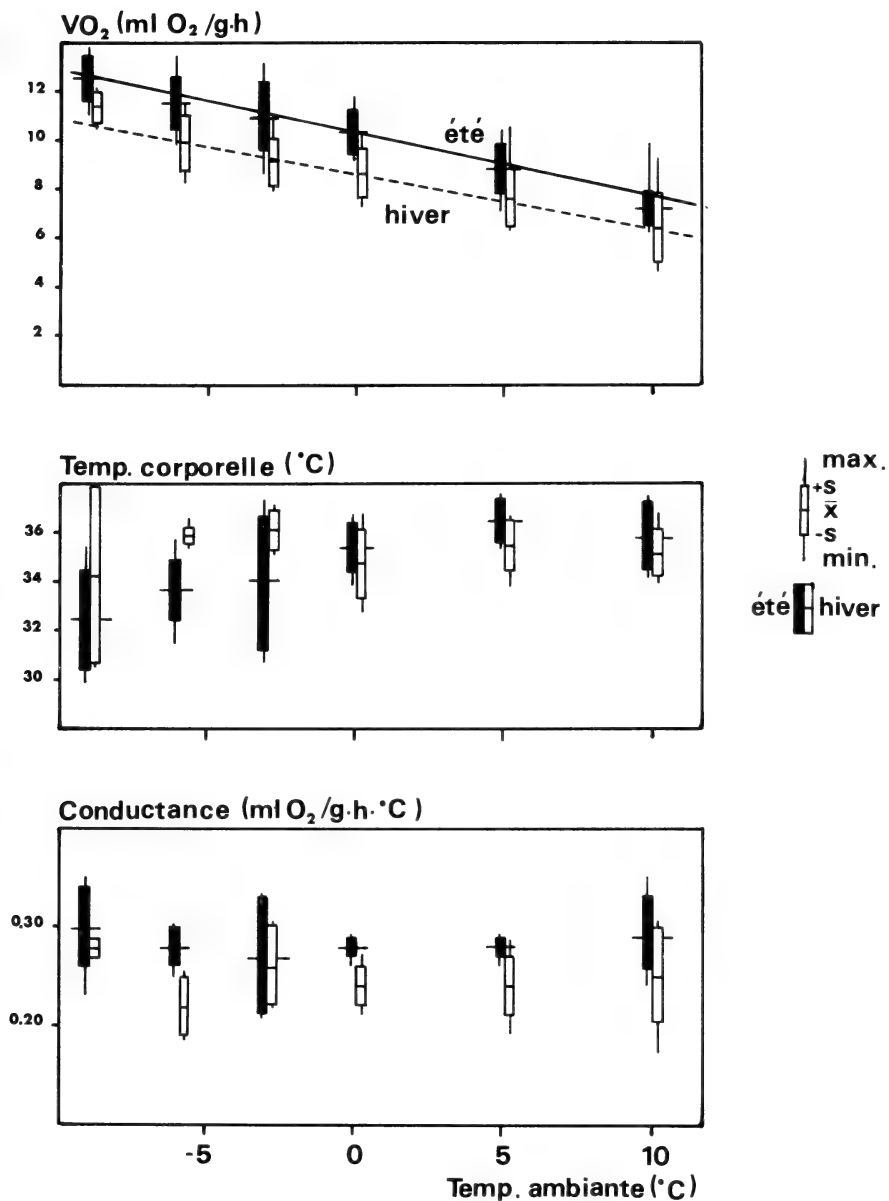 VO₂ (ml O₂/g·h)
12
10
8
6
4
2
été
hiver
Temp. corporelle (°C)
36
34
32
30
max.
+s
x̄
-s
min.
été hiver
Conductance (ml O₂/g·h·°C)
0,30
0,20
-5 0 5 10
Temp. ambiante (°C)